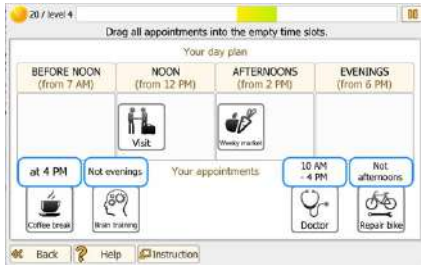 20 / level 4
Drag all appointments into the empty time slots.
Your day plan
BEFORE NOON
(from 7 AM)
NOON
(from 12 PM)
AFTERNOONS
(from 2 PM)
EVENINGS
(from 6 PM)
Visit
Weekly market
at 4 PM
Not evenings
Your appointments
10 AM
- 4 PM
Not
afternoons
Coffee break
Brain training
Doctor
Repair bike
Back
Help
Instruction